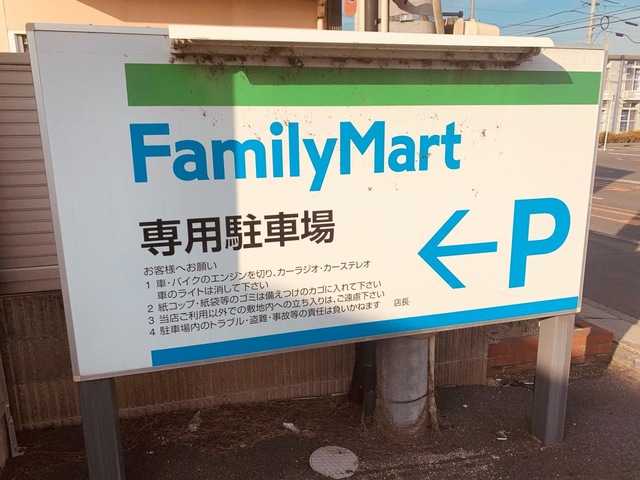 FamilyMart
専用駐車場
← P
お客様へお願い
1 車・バイクのエンジンを切り、カーラジオ・カーステレオ
車のライトは消して下さい
2 紙コップ・紙袋等のゴミは備えつけのカゴに入れて下さい
3 当店ご利用以外での敷地内への立ち入りは、ご遠慮下さい
4 駐車場内のトラブル・盗難・事故等の責任は負いかねます 店長